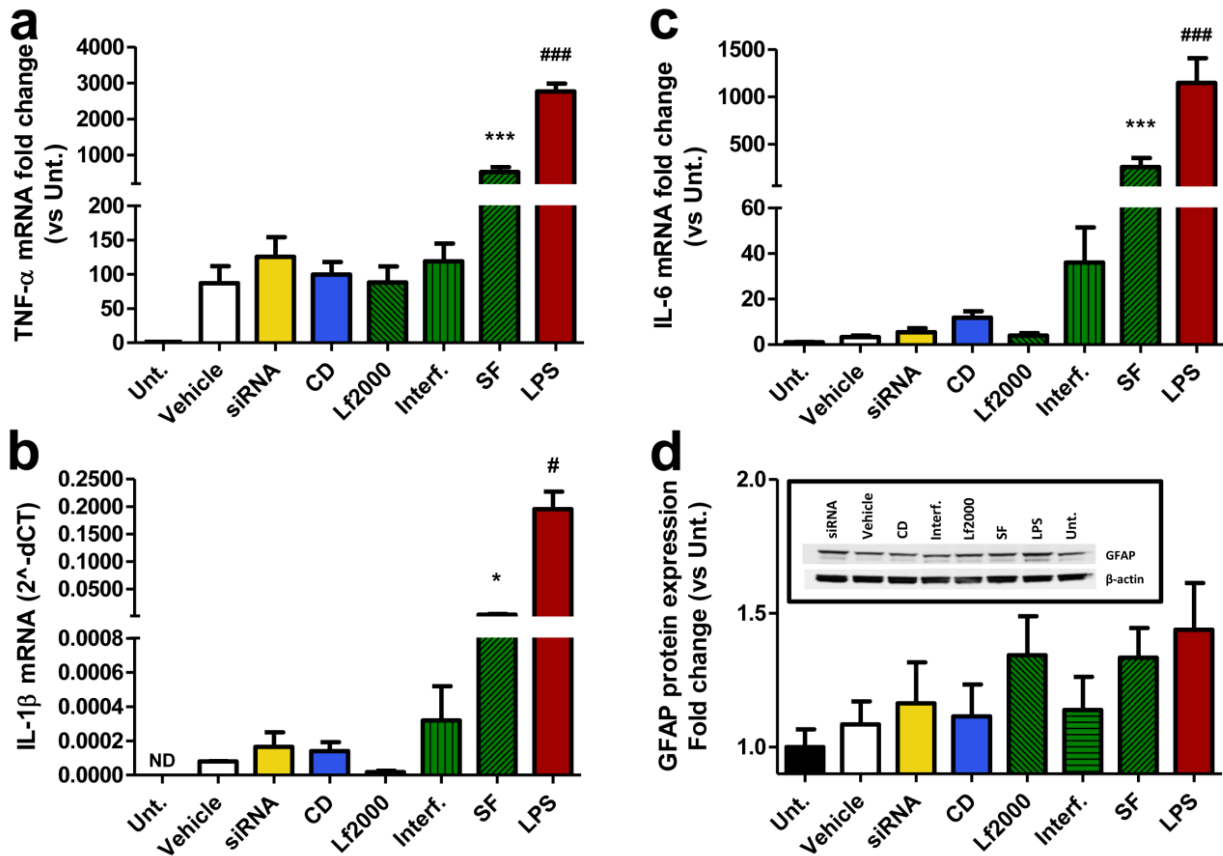 a
TNF-α mRNA fold change
(vs Unt.)
4000
3000
2000
1000
200
150
100
50
0
***
###
Unt.
Vehicle
siRNA
CD
Lf2000
Interf.
SF
LPS
c
IL-6 mRNA fold change
(vs Unt.)
1500
1000
500
60
40
20
0
***
###
Unt.
Vehicle
siRNA
CD
Lf2000
Interf.
SF
LPS
b
IL-1β mRNA (2^-dCT)
0.2500
0.2000
0.1500
0.1000
0.0500
0.0008
0.0006
0.0004
0.0002
0.0000
ND
*
#
Unt.
Vehicle
siRNA
CD
Lf2000
Interf.
SF
LPS
d
GFAP protein expression
Fold change (vs Unt.)
2.0
1.5
1.0
siRNA
Vehicle
CD
Interf.
Lf2000
SF
LPS
Unt.
GFAP
β-actin
Unt.
Vehicle
siRNA
CD
Lf2000
Interf.
SF
LPS